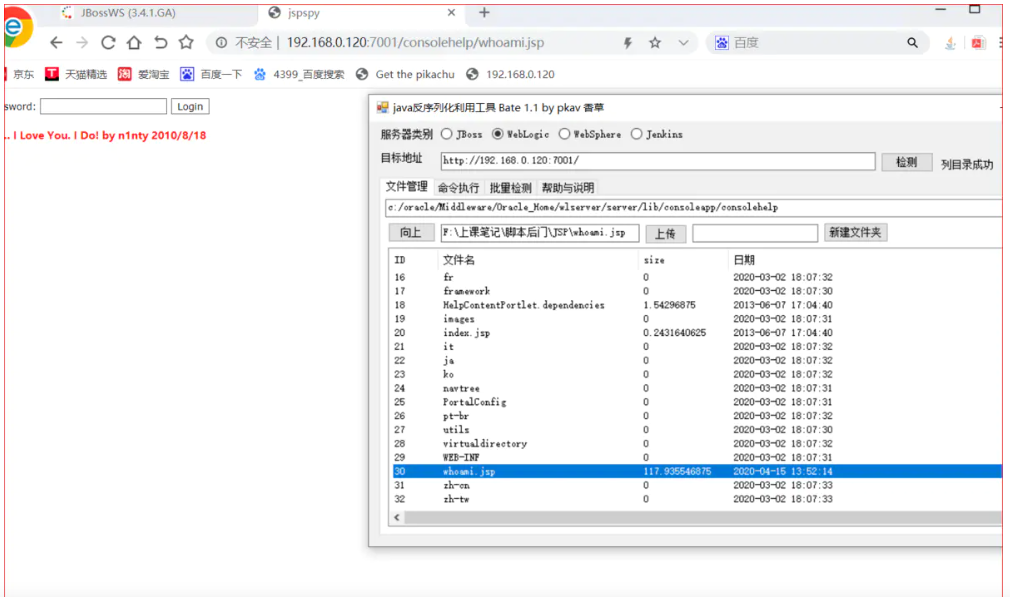 JBossWS (3.4.1.GA)
jspspy
不安全 | 192.168.0.120:7001/consolehelp/whoami.jsp
百度
京东 天猫精选 爱淘宝 百度一下 4399_百度搜索 Get the pikachu 192.168.0.120
sword: Login
.. I Love You. I Do! by n1nty 2010/8/18
java反序列化利用工具 Bate 1.1 by pkav 香草
服务器类别 JBoss WebLogic WebSphere Jenkins
目标地址 http://192.168.0.120:7001/ 检测 列目录成功
文件管理 命令执行 批量检测 帮助与说明
c:/oracle/Middleware/Oracle_Home/wlserver/server/lib/consoleapp/consolehelp
向上 F:\上课笔记\脚本后门\JSP\whoami.jsp 上传 新建文件夹
ID 文件名 size 日期
16 fr 0 2020-03-02 18:07:32
17 framework 0 2020-03-02 18:07:30
18 HelpContentPortlet.dependencies 1.54296875 2013-06-07 17:04:40
19 images 0 2020-03-02 18:07:31
20 index.jsp 0.2431640625 2013-06-07 17:04:40
21 it 0 2020-03-02 18:07:32
22 ja 0 2020-03-02 18:07:32
23 ko 0 2020-03-02 18:07:32
24 navtree 0 2020-03-02 18:07:31
25 PortalConfig 0 2020-03-02 18:07:31
26 pt-br 0 2020-03-02 18:07:32
27 utils 0 2020-03-02 18:07:30
28 virtualdirectory 0 2020-03-02 18:07:32
29 WEB-INF 0 2020-03-02 18:07:31
30 whoami.jsp 117.935546875 2020-04-15 13:52:14
31 zh-cn 0 2020-03-02 18:07:33
32 zh-tw 0 2020-03-02 18:07:33